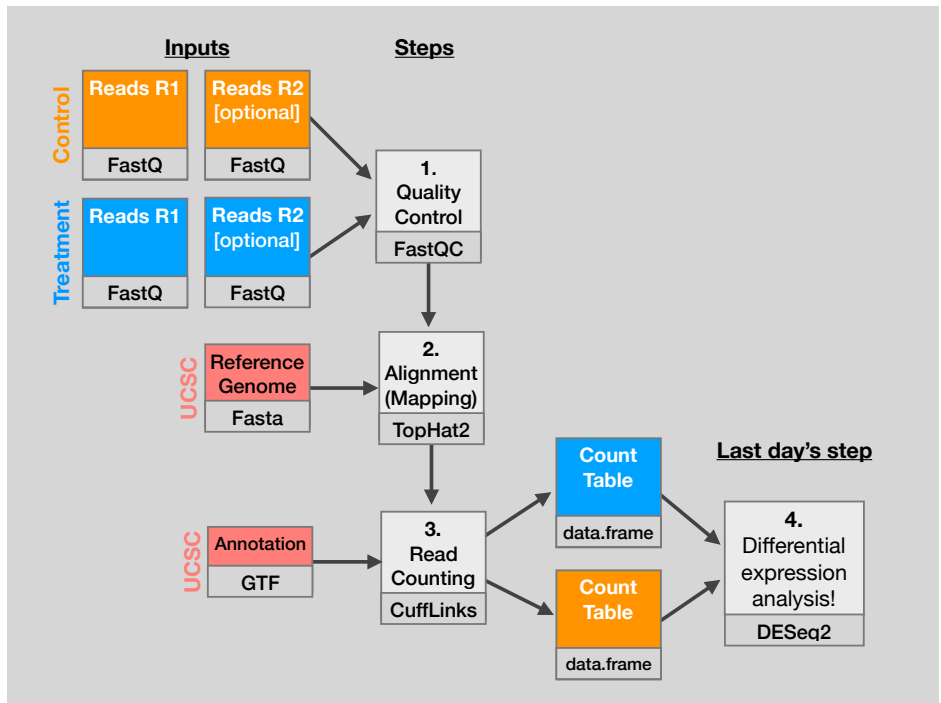 Inputs
Steps
Control
Reads R1
FastQ
Reads R2
[optional]
FastQ
Treatment
Reads R1
FastQ
Reads R2
[optional]
FastQ
1.
Quality
Control
FastQC
UCSC
Reference
Genome
Fasta
2.
Alignment
(Mapping)
TopHat2
UCSC
Annotation
GTF
3.
Read
Counting
CuffLinks
Count
Table
data.frame
Count
Table
data.frame
Last day's step
4.
Differential
expression
analysis!
DESeq2